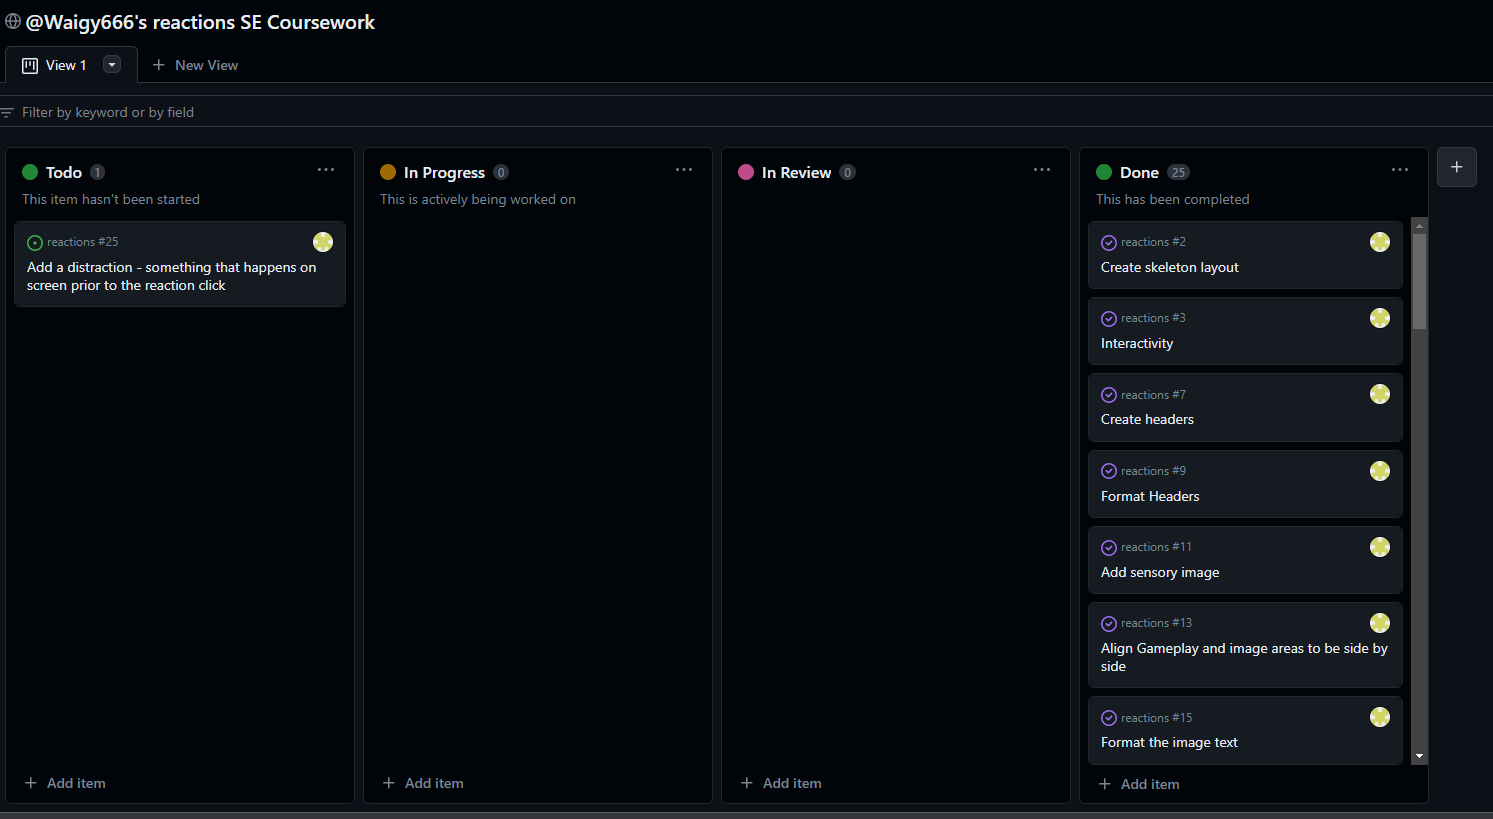 @Waigy666's reactions SE Coursework
View 1
New View
Filter by keyword or by field
Todo 1
This item hasn't been started
reactions #25
Add a distraction - something that happens on
screen prior to the reaction click
Add item
In Progress 0
This is actively being worked on
Add item
In Review 0
Add item
Done 25
This has been completed
reactions #2
Create skeleton layout
reactions #3
Interactivity
reactions #7
Create headers
reactions #9
Format Headers
reactions #11
Add sensory image
reactions #13
Align Gameplay and image areas to be side by
side
reactions #15
Format the image text
Add item